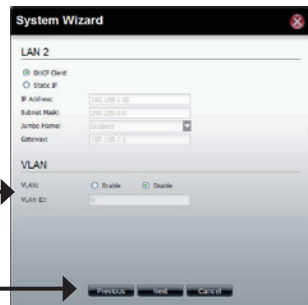 System Wizard
LAN 2
DHCP Client
Static IP
IP Address:
Subnet Mask:
Jumbo Frame: Disabled
Gateway:
VLAN
VLAN: Enable Disable
VLAN ID:
Previous Next Cancel